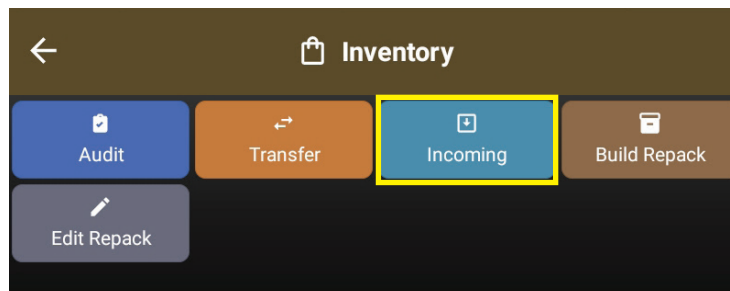 Inventory
Audit
Transfer
Incoming
Build Repack
Edit Repack